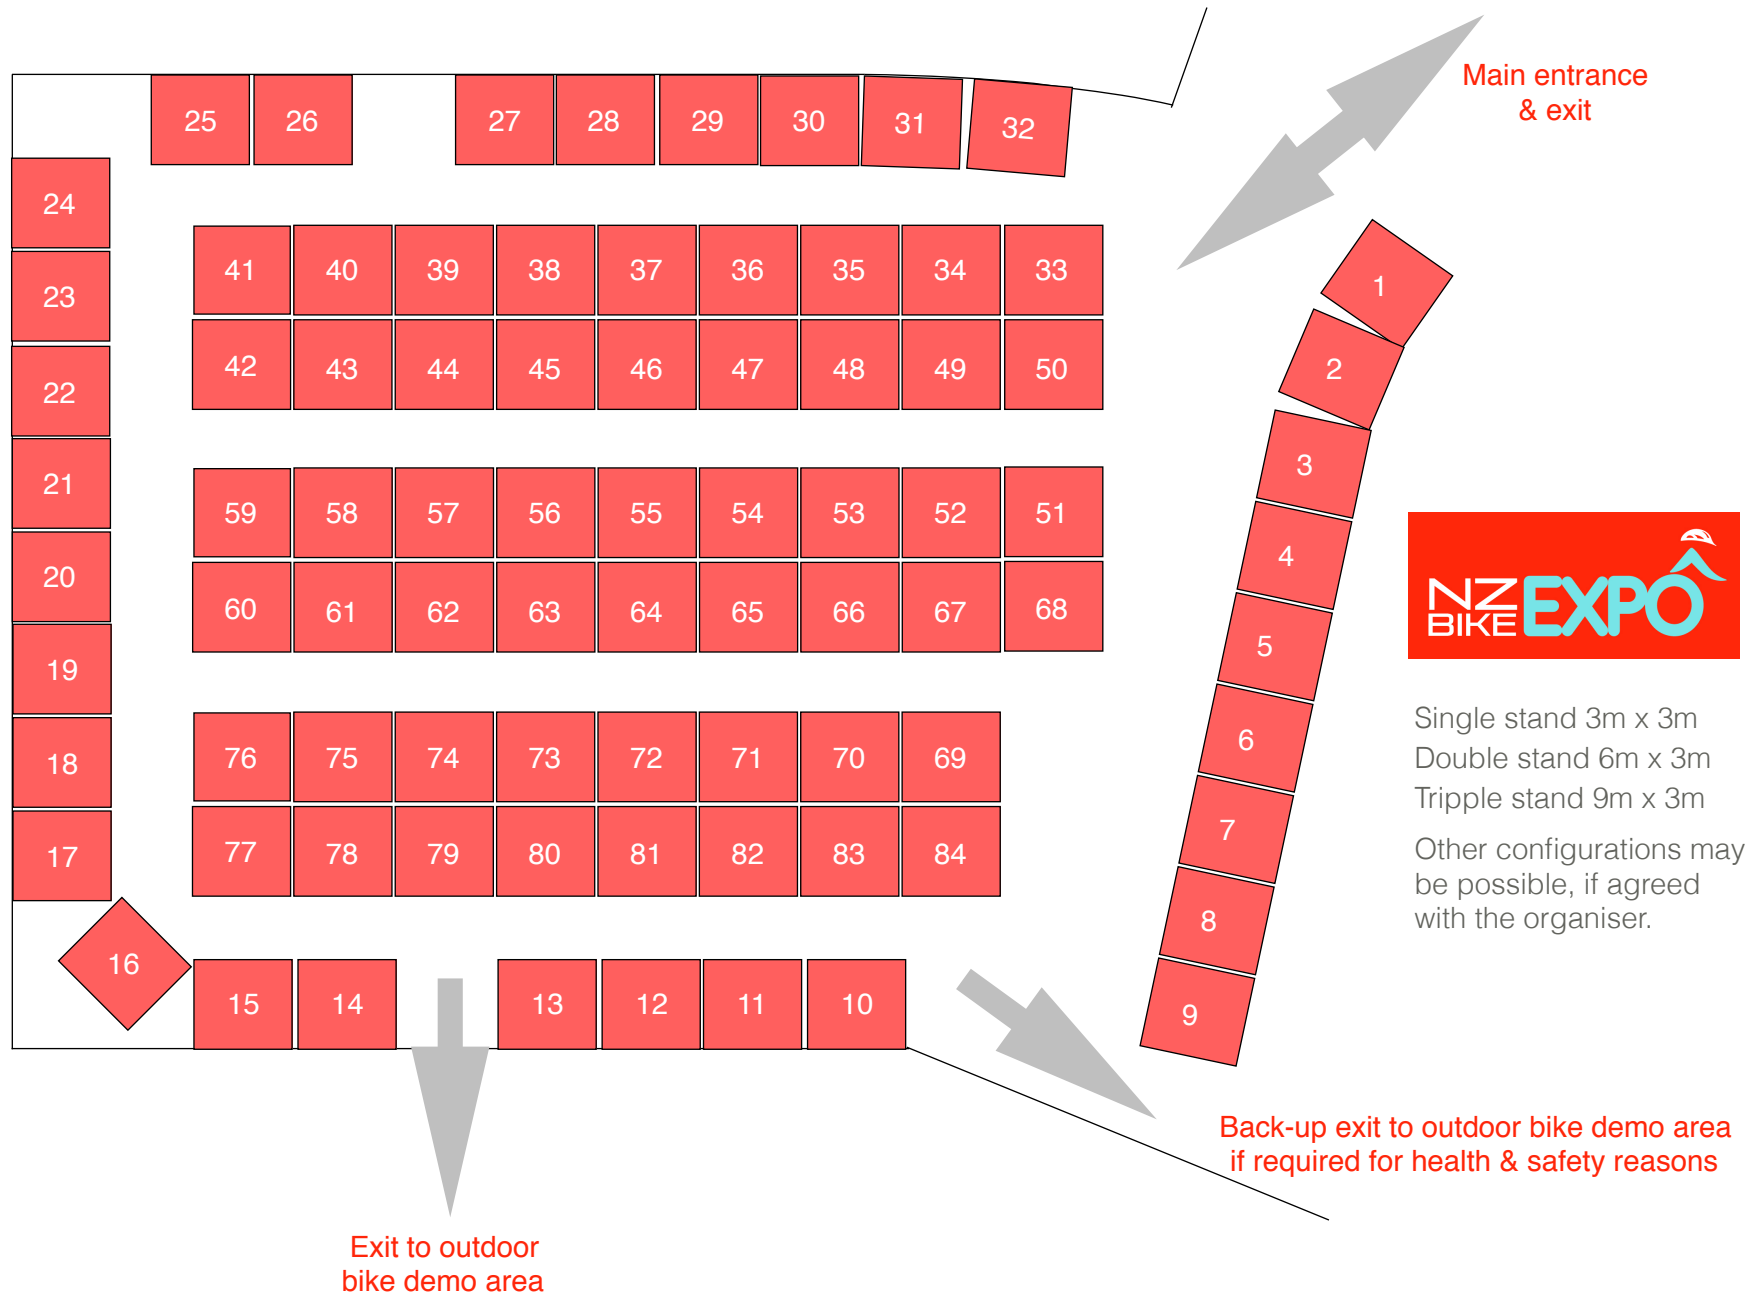 Main entrance
& exit
25 26 27 28 29 30 31 32
24
23
22
21
20
19
18
17
16
41 40 39 38 37 36 35 34 33
42 43 44 45 46 47 48 49 50
59 58 57 56 55 54 53 52 51
60 61 62 63 64 65 66 67 68
76 75 74 73 72 71 70 69
77 78 79 80 81 82 83 84
15 14 13 12 11 10
1
2
3
4
5
6
7
8
9
NZ
BIKE EXPO
Single stand 3m x 3m
Double stand 6m x 3m
Tripple stand 9m x 3m
Other configurations may
be possible, if agreed
with the organiser.
Back-up exit to outdoor bike demo area
if required for health & safety reasons
Exit to outdoor
bike demo area